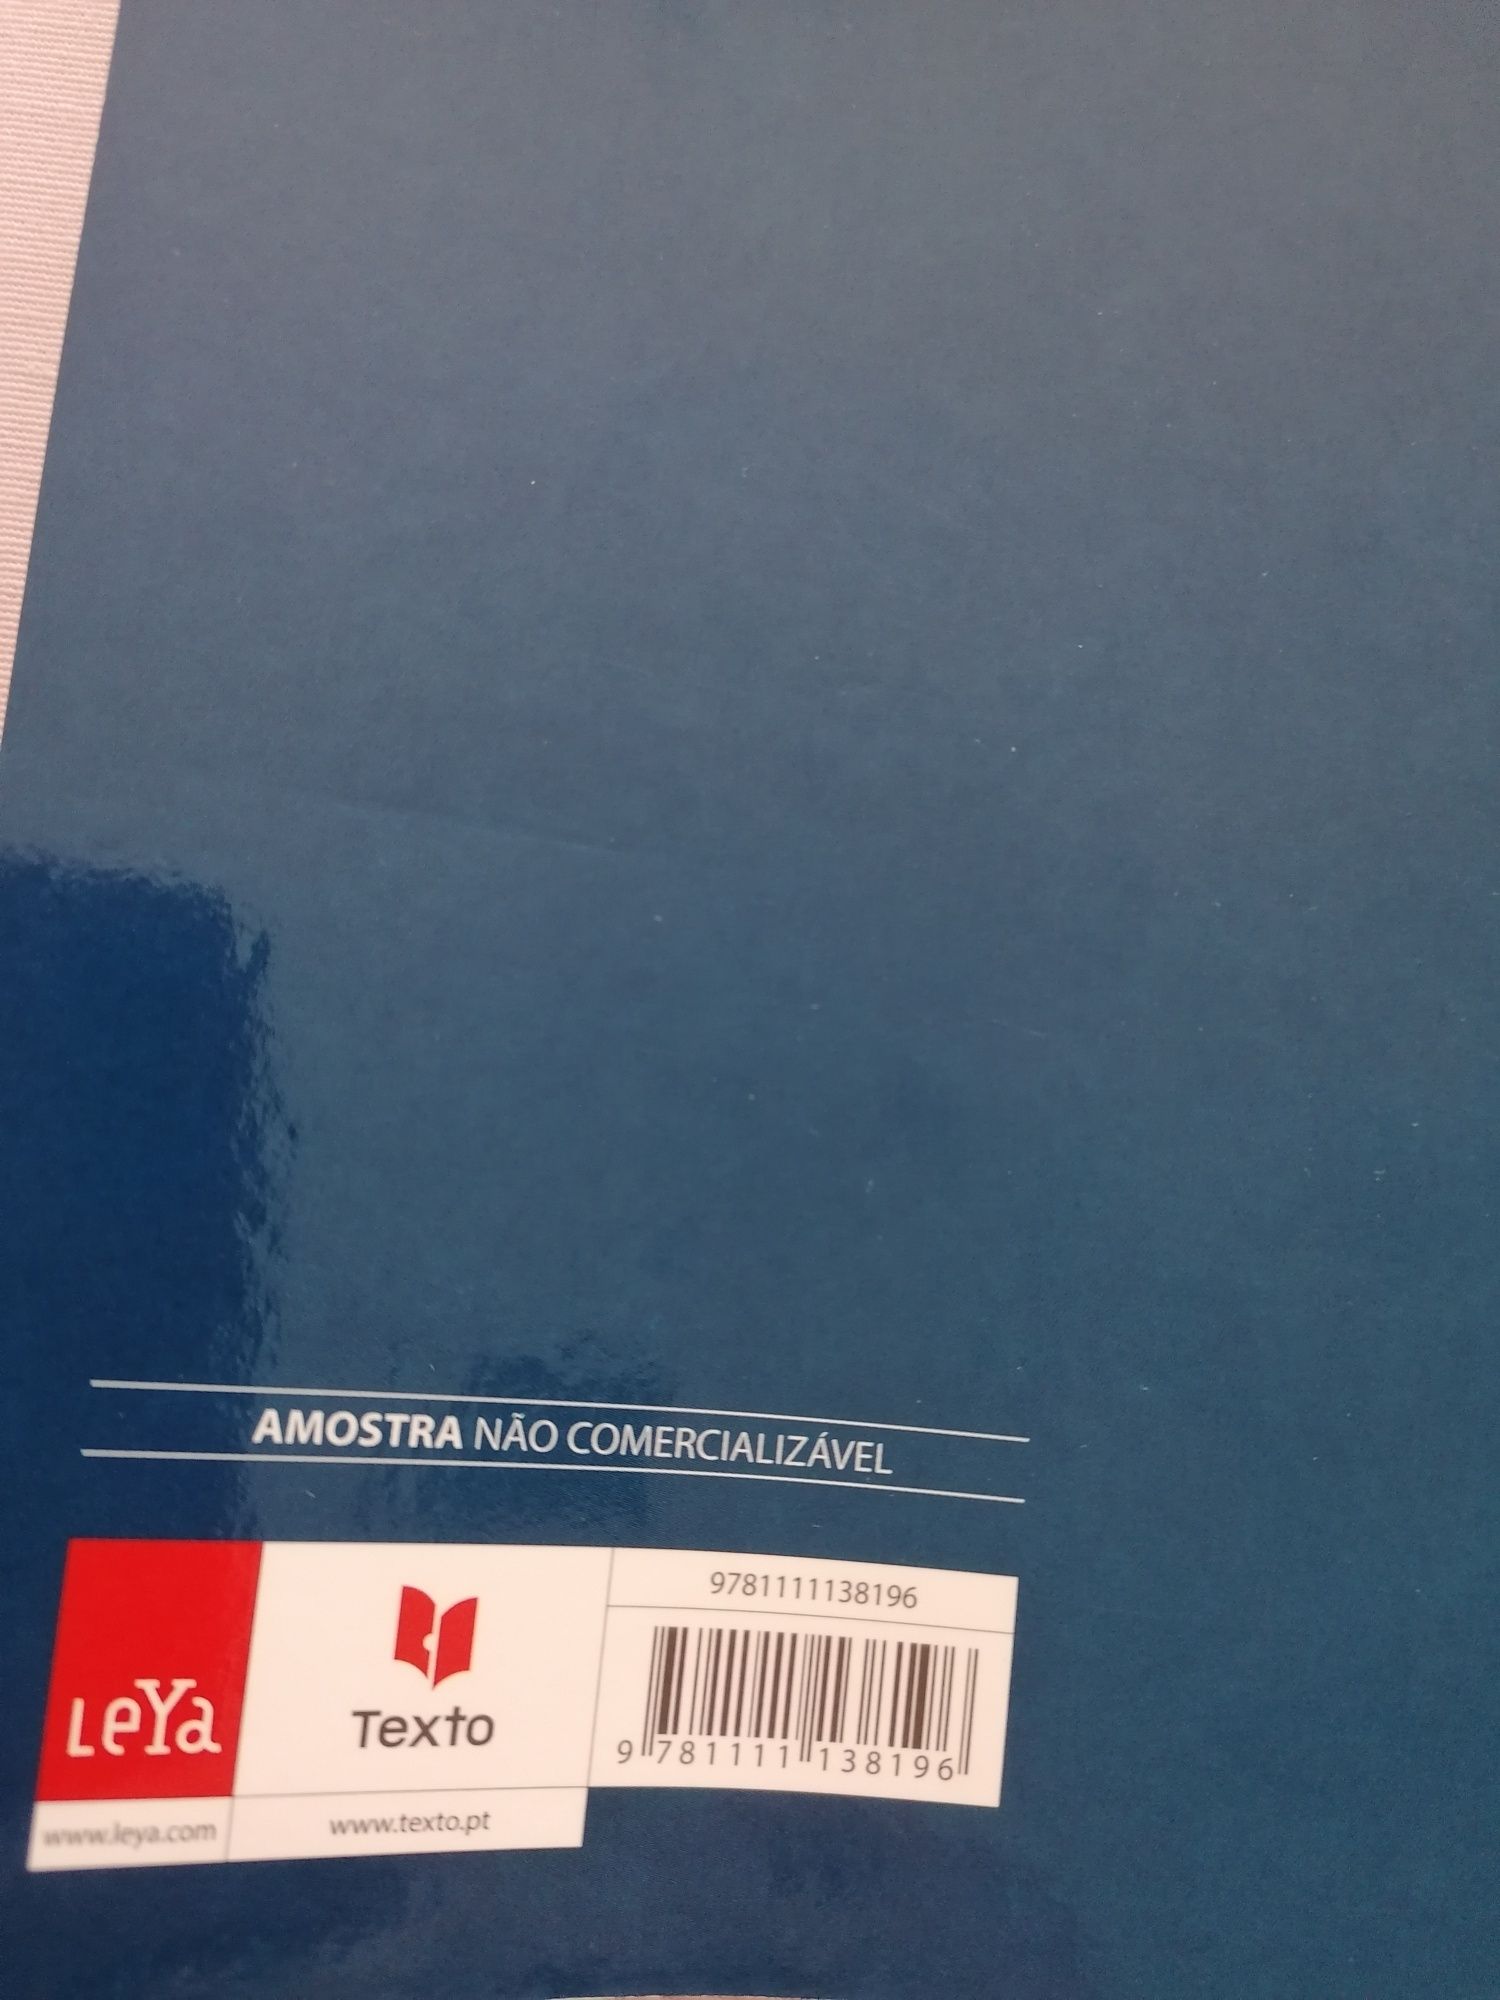 AMOSTRA NÃO COMERCIALIZÁVEL
9781111138196
LeYa
Texto
9 781111 138196
www.leya.com
www.texto.pt